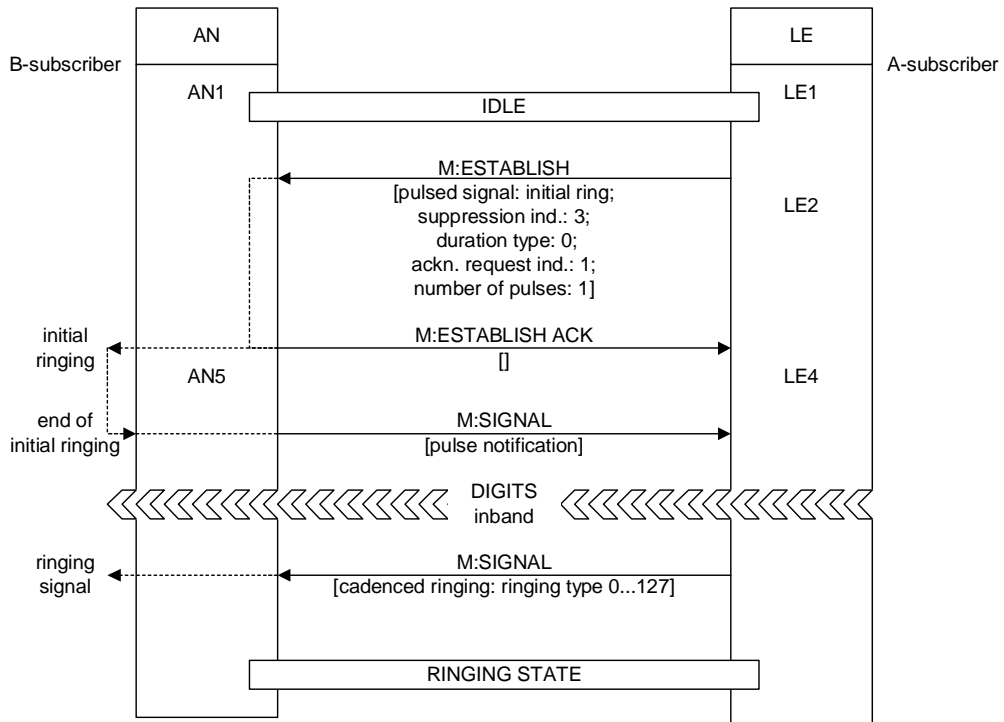 AN
LE
B-subscriber
A-subscriber
AN1
LE1
IDLE
M:ESTABLISH
[pulsed signal: initial ring;
suppression ind.: 3;
duration type: 0;
ackn. request ind.: 1;
number of pulses: 1]
LE2
initial
ringing
M:ESTABLISH ACK
[]
AN5
LE4
end of
initial ringing
M:SIGNAL
[pulse notification]
DIGITS
inband
ringing
signal
M:SIGNAL
[cadenced ringing: ringing type 0...127]
RINGING STATE